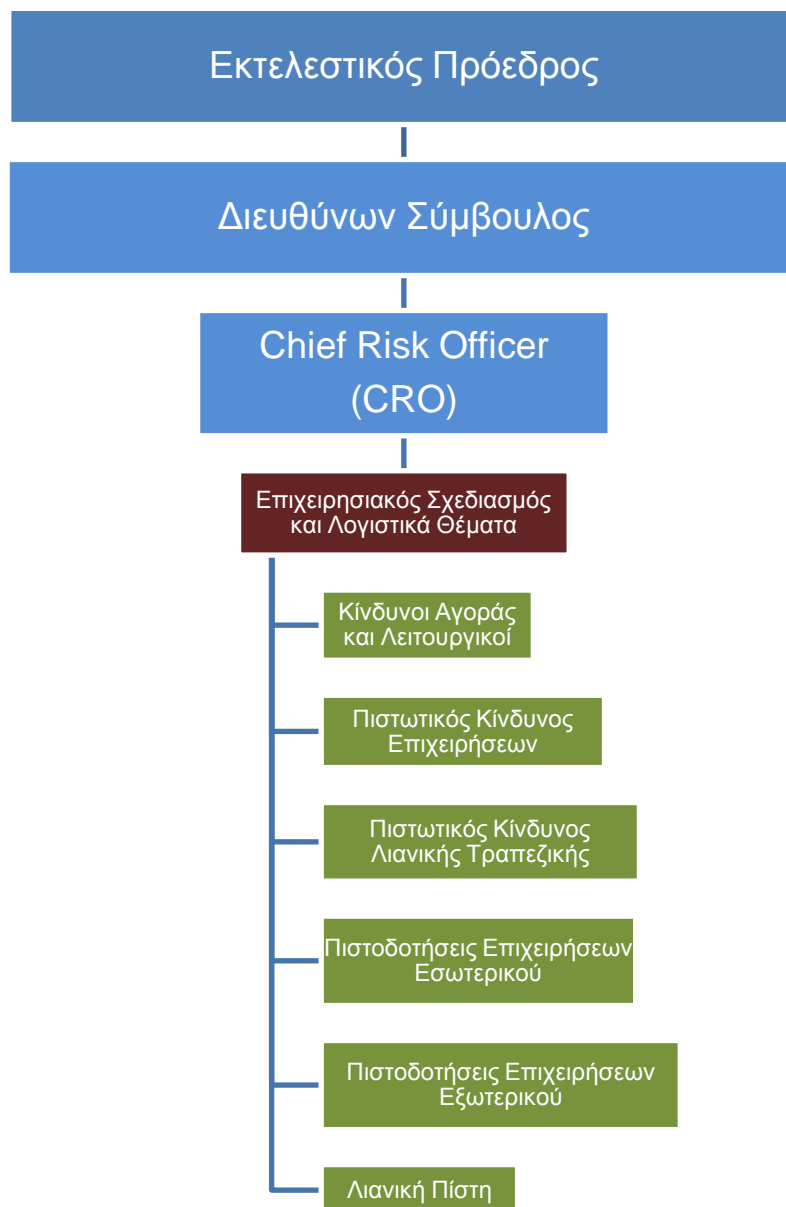 Εκτελεστικός Πρόεδρος
Διευθύνων Σύμβουλος
Chief Risk Officer
(CRO)
Επιχειρησιακός Σχεδιασμός
και Λογιστικά Θέματα
Κίνδυνοι Αγοράς
και Λειτουργικοί
Πιστωτικός Κίνδυνος
Επιχειρήσεων
Πιστωτικός Κίνδυνος
Λιανικής Τραπεζικής
Πιστοδοτήσεις Επιχειρήσεων
Εσωτερικού
Πιστοδοτήσεις Επιχειρήσεων
Εξωτερικού
Λιανική Πίστη